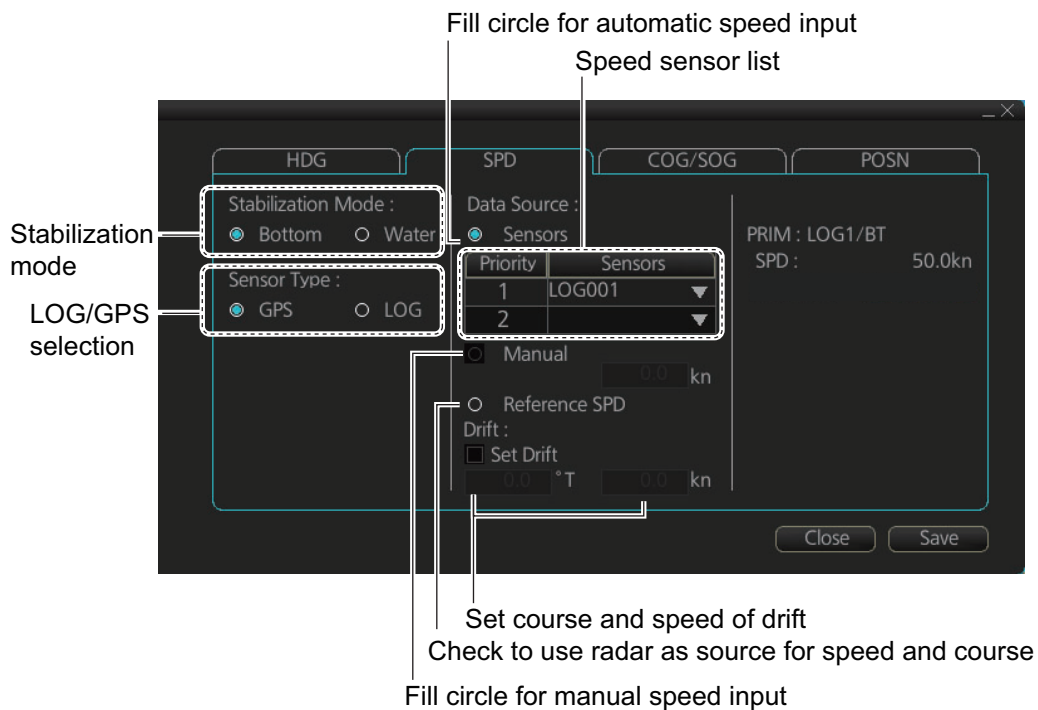 Fill circle for automatic speed input
Speed sensor list
HDG
SPD
COG/SOG
POSN
Stabilization Mode :
Bottom
Water
Stabilization
mode
Sensor Type :
GPS
LOG
LOG/GPS
selection
Data Source :
Sensors
Priority
Sensors
1
LOG001
2
Manual
0.0 kn
Reference SPD
Drift :
Set Drift
0.0 °T
0.0 kn
PRIM : LOG1/BT
SPD : 50.0kn
Close
Save
Set course and speed of drift
Check to use radar as source for speed and course
Fill circle for manual speed input